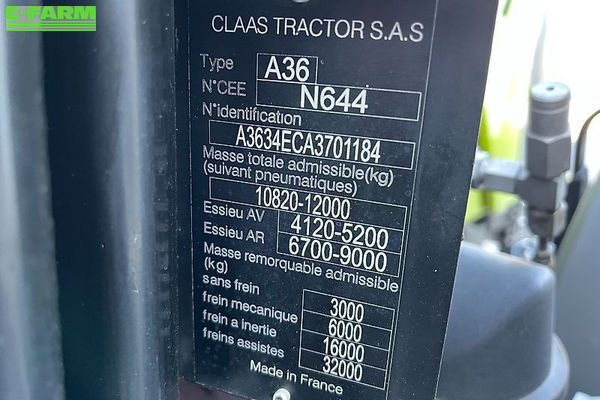 E-FARM
CLAAS TRACTOR S.A.S
Type A36
N°CEE N644
N°identification
A3634ECA3701184
Masse totale admissible(kg)
(suivant pneumatiques)
10820-12000
Essieu AV 4120-5200
Essieu AR 6700-9000
Masse remorquable admissible
(kg)
sans frein 3000
frein mecanique 6000
frein a inertie 16000
freins assistes 32000
Made in France